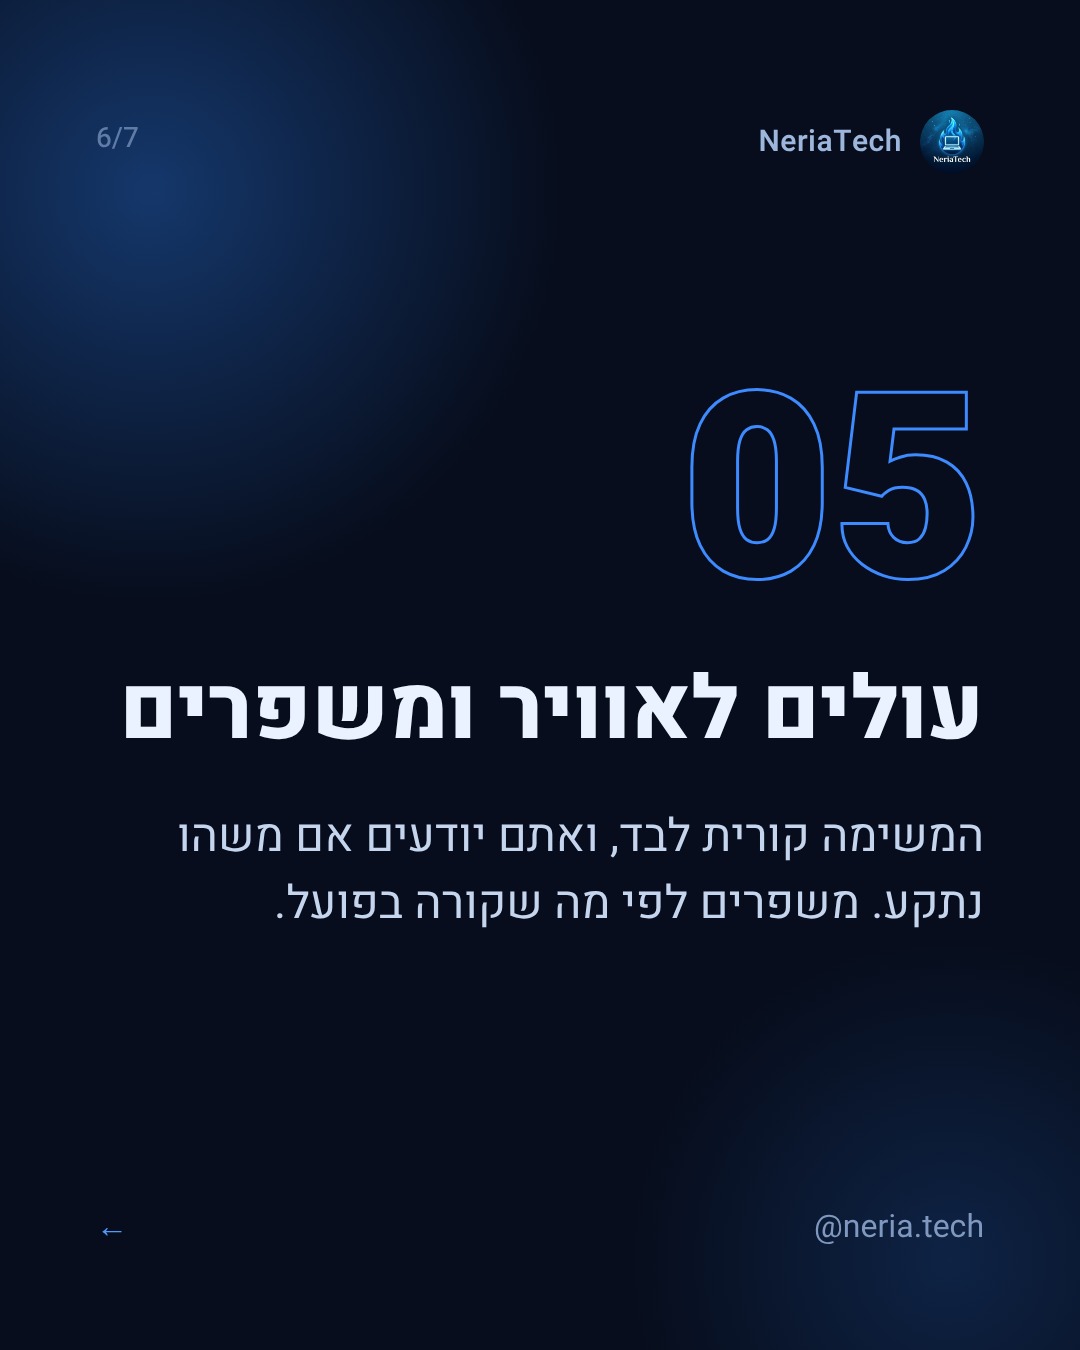 NeriaTech
NeriaTech
6/7
05
עולים לאוויר ומשפרים
המשימה קורית לבד, ואתם יודעים אם משהו
נתקע. משפרים לפי מה שקורה בפועל.
@neria.tech
←